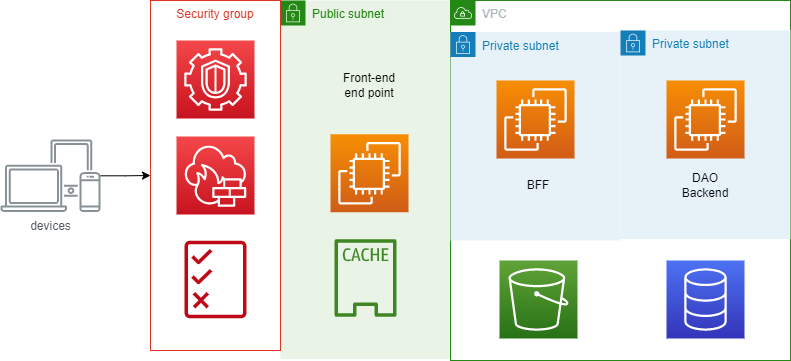 Security group
Public subnet
VPC
Private subnet
Private subnet
Front-end
end point
BFF
DAO
Backend
devices
CACHE